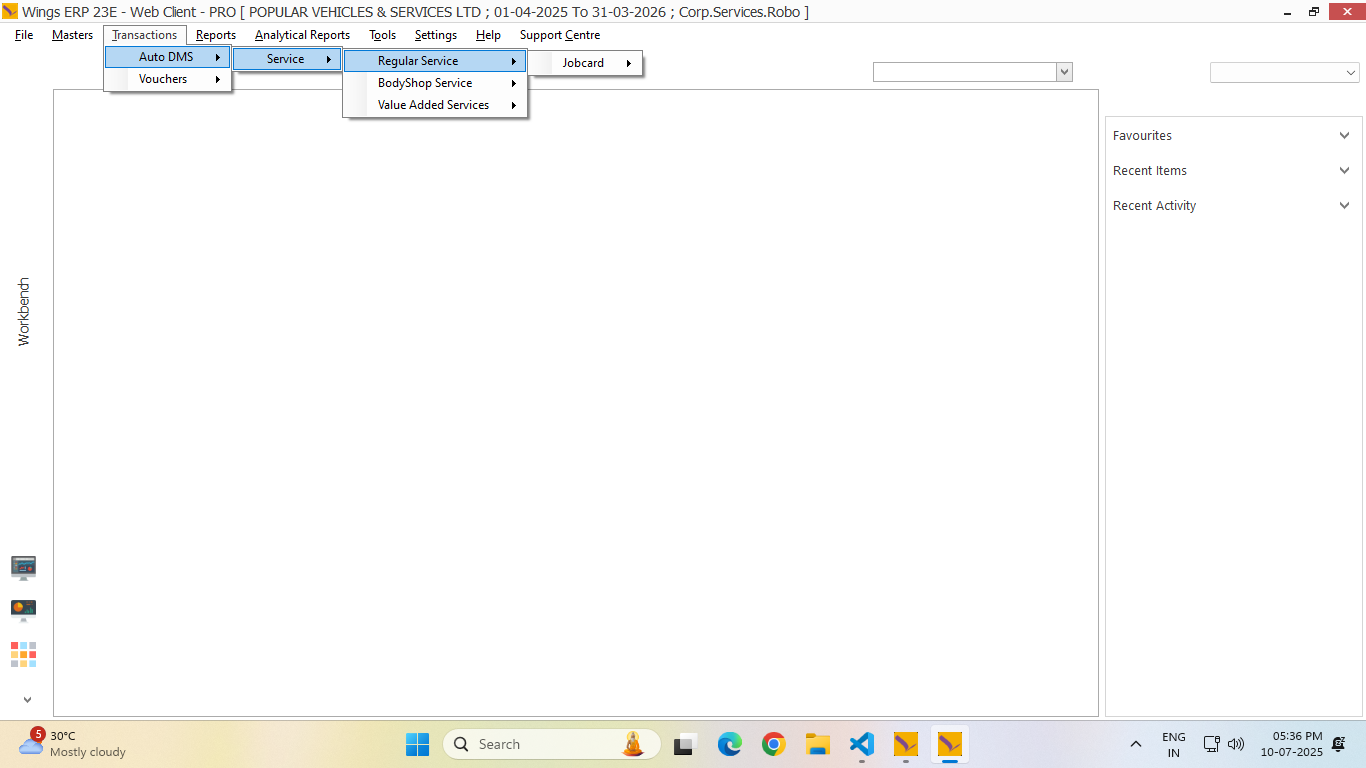 Wings ERP 23E - Web Client - PRO [ POPULAR VEHICLES & SERVICES LTD ; 01-04-2025 To 31-03-2026 ; Corp.Services.Robo ]
File Masters Transactions Reports Analytical Reports Tools Settings Help Support Centre
Auto DMS
Vouchers
Service
Regular Service
BodyShop Service
Value Added Services
Jobcard
Favourites
Recent Items
Recent Activity
Workbench
5
30°C
Mostly cloudy
Search
ENG
IN
05:36 PM
10-07-2025